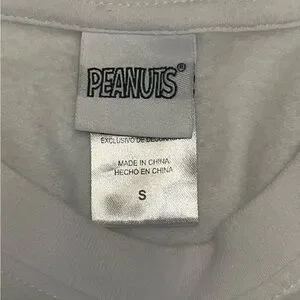 PEANUTS®
EXCLUSIVO DE
MADE IN CHINA
HECHO EN CHINA
S